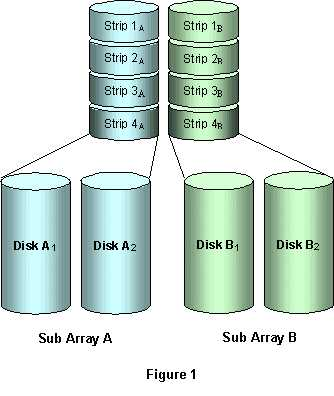 Strip 1A Strip 1B
Strip 2A Strip 2B
Strip 3A Strip 3B
Strip 4A Strip 4B
Disk A1 Disk A2 Disk B1 Disk B2
Sub Array A Sub Array B
Figure 1